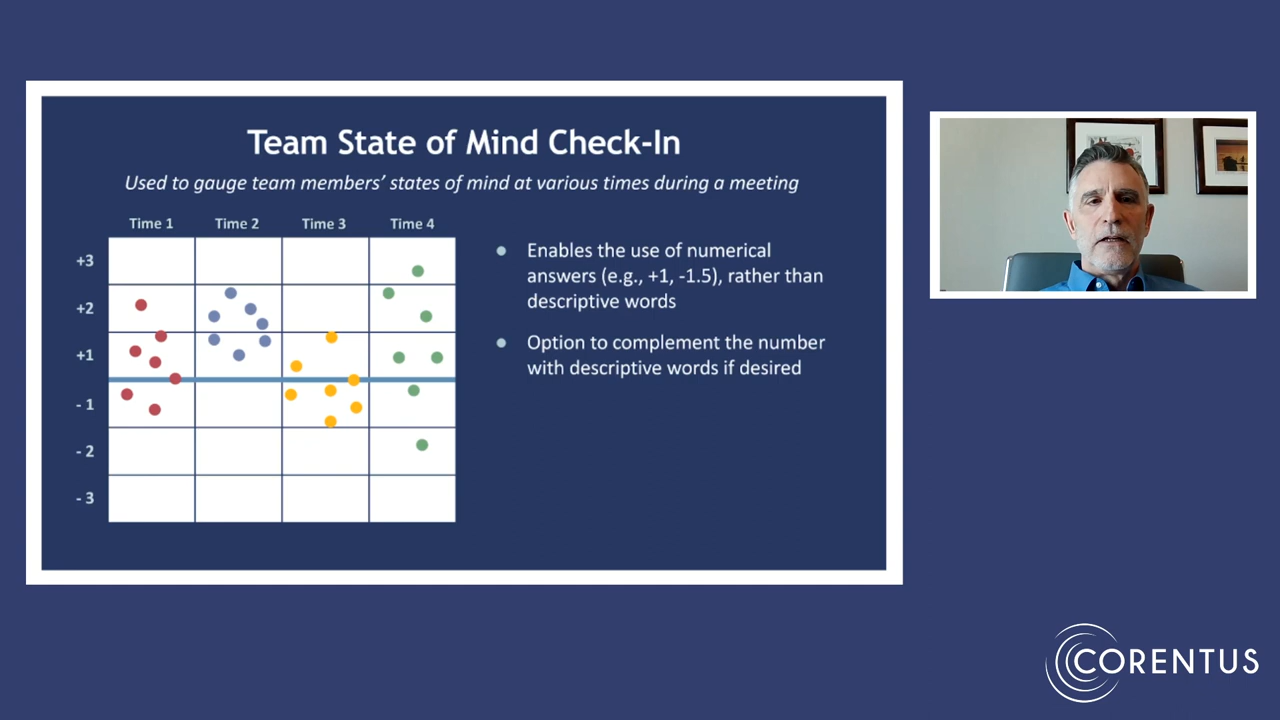 Team State of Mind Check-In
Used to gauge team members' states of mind at various times during a meeting
Time 1 Time 2 Time 3 Time 4
+3
+2
+1
- 1
- 2
- 3
Enables the use of numerical
answers (e.g., +1, -1.5), rather than
descriptive words
Option to complement the number
with descriptive words if desired
CORENTUS